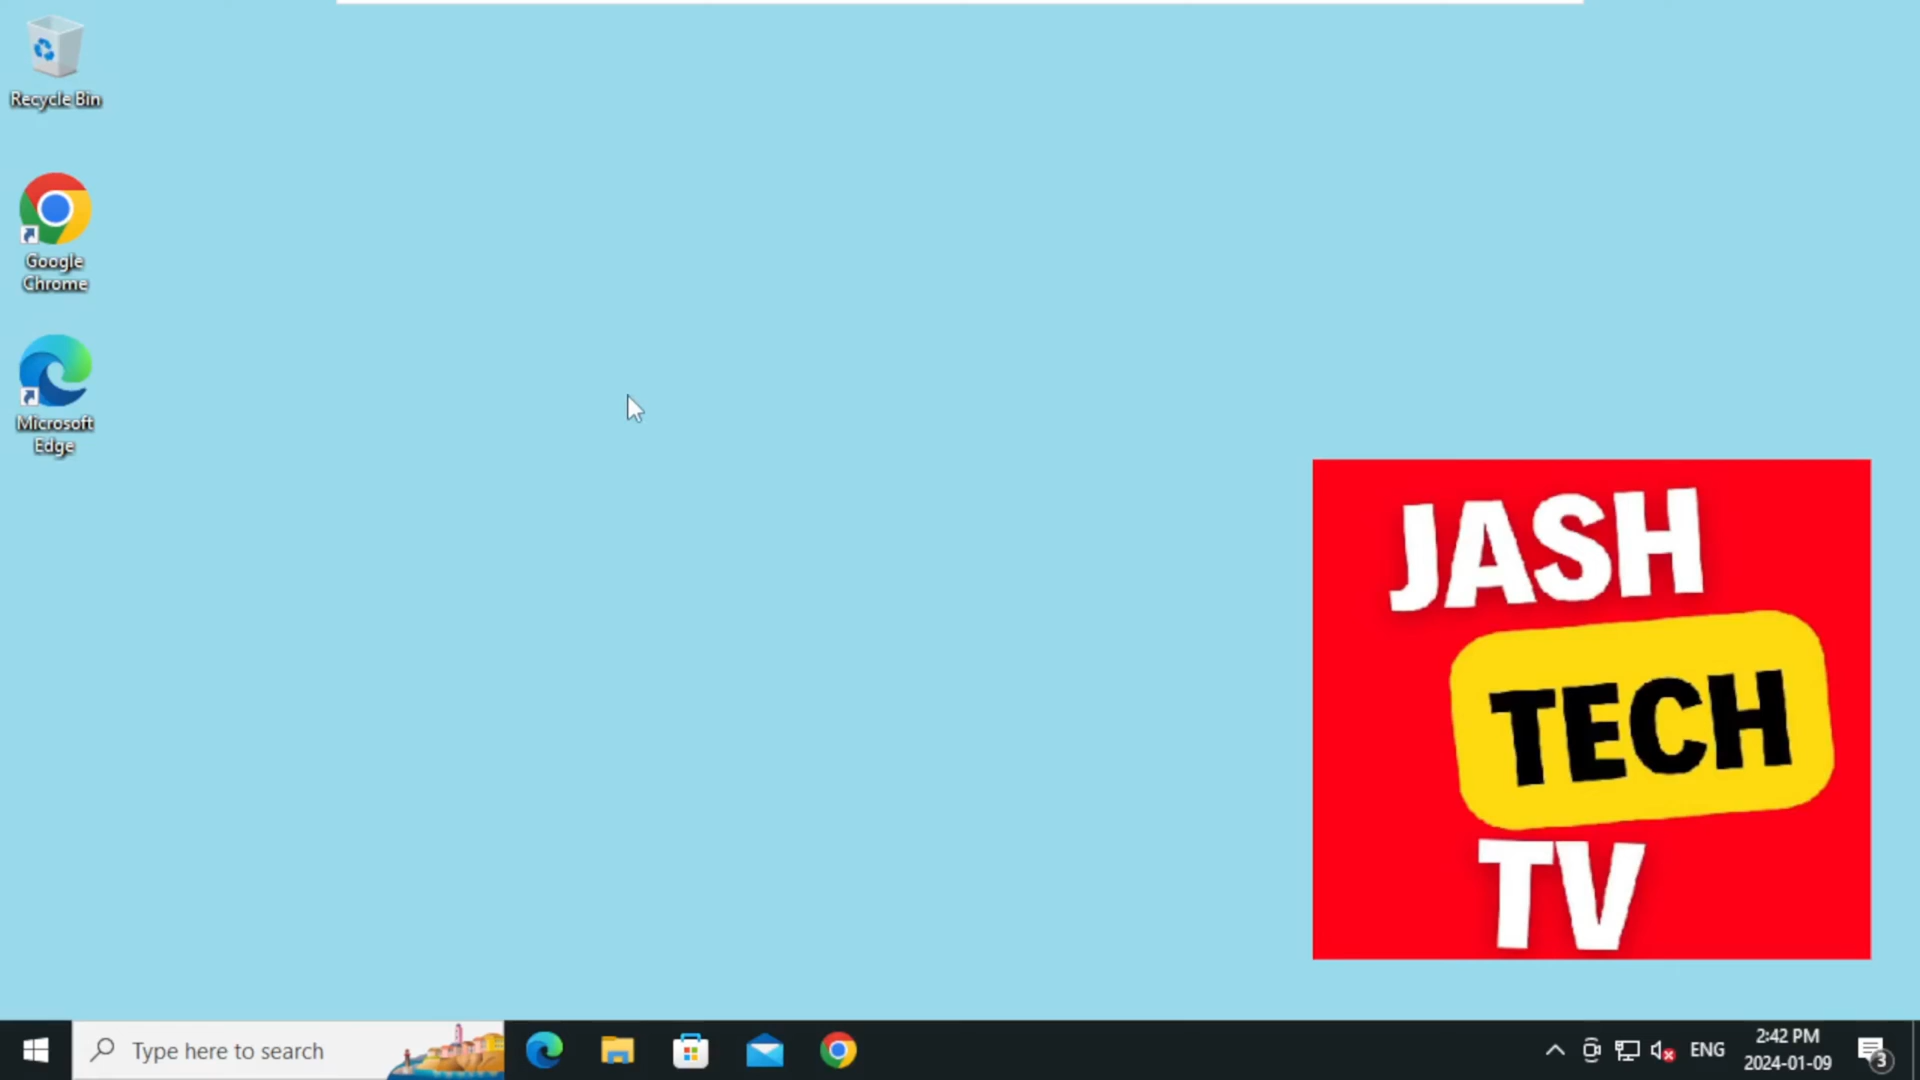 Recycle Bin
Google
Chrome
Microsoft
Edge
JASH
TECH
TV
Type here to search
ENG
2:42 PM
2024-01-09
3